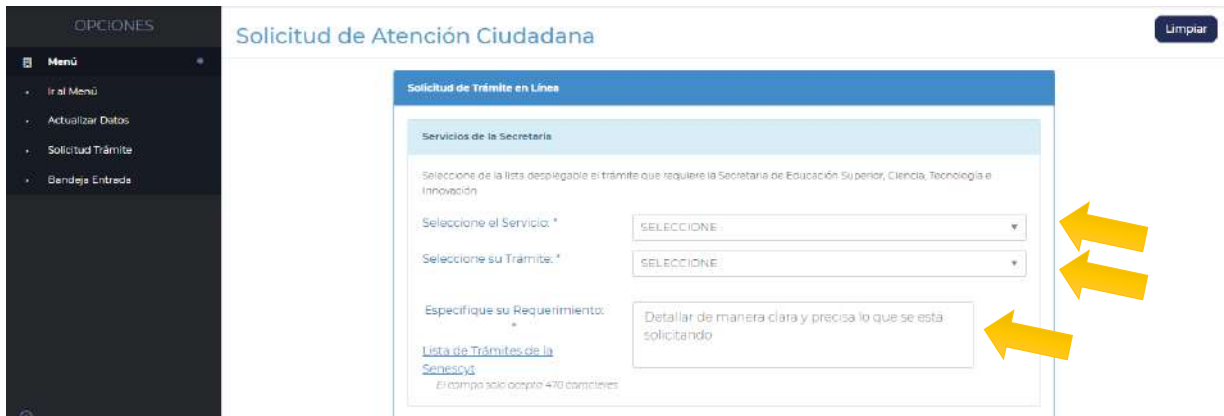 OPCIONES
Solicitud de Atención Ciudadana
Limpiar
Menú
Ir al Menú
Actualizar Datos
Solicitud Trámite
Bandeja Entrada
Solicitud de Trámite en Línea
Servicios de la Secretaría
Seleccione de la lista desplegable el trámite que requiere la Secretaría de Educación Superior, Ciencia, Tecnología e
Innovación
Seleccione el Servicio: *
SELECCIONE
Seleccione su Trámite: *
SELECCIONE
Especifique su Requerimiento:
*
Detallar de manera clara y precisa lo que se está
solicitando
Lista de Trámites de la
Senescyt
El campo solo acepta 470 caracteres